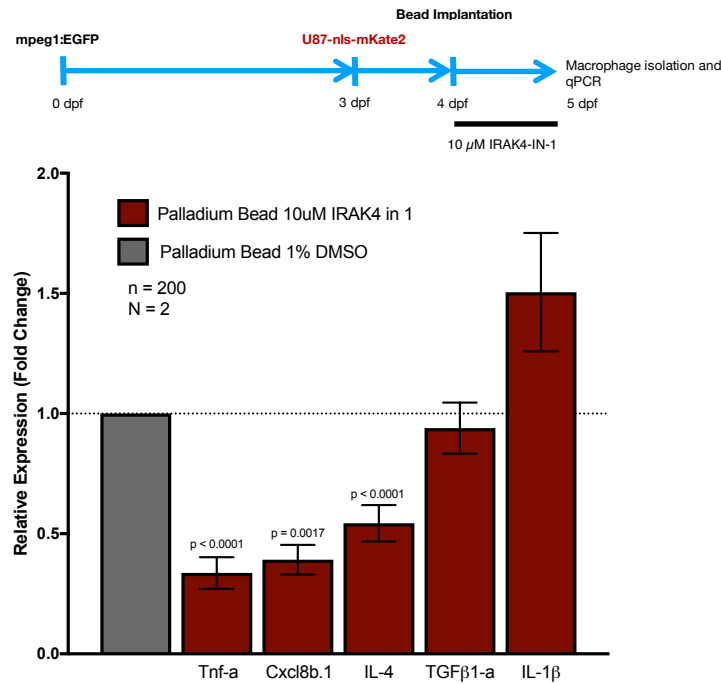 Bead Implantation
mpeg1:EGFP
U87-nls-mKate2
Macrophage isolation and
qPCR
0 dpf
3 dpf
4 dpf
5 dpf
10 µM IRAK4-IN-1
Relative Expression (Fold Change)
2.0
1.5
1.0
0.5
0.0
Palladium Bead 10uM IRAK4 in 1
Palladium Bead 1% DMSO
n = 200
N = 2
p < 0.0001
p = 0.0017
p < 0.0001
Tnf-a
Cxcl8b.1
IL-4
TGFβ1-a
IL-1β